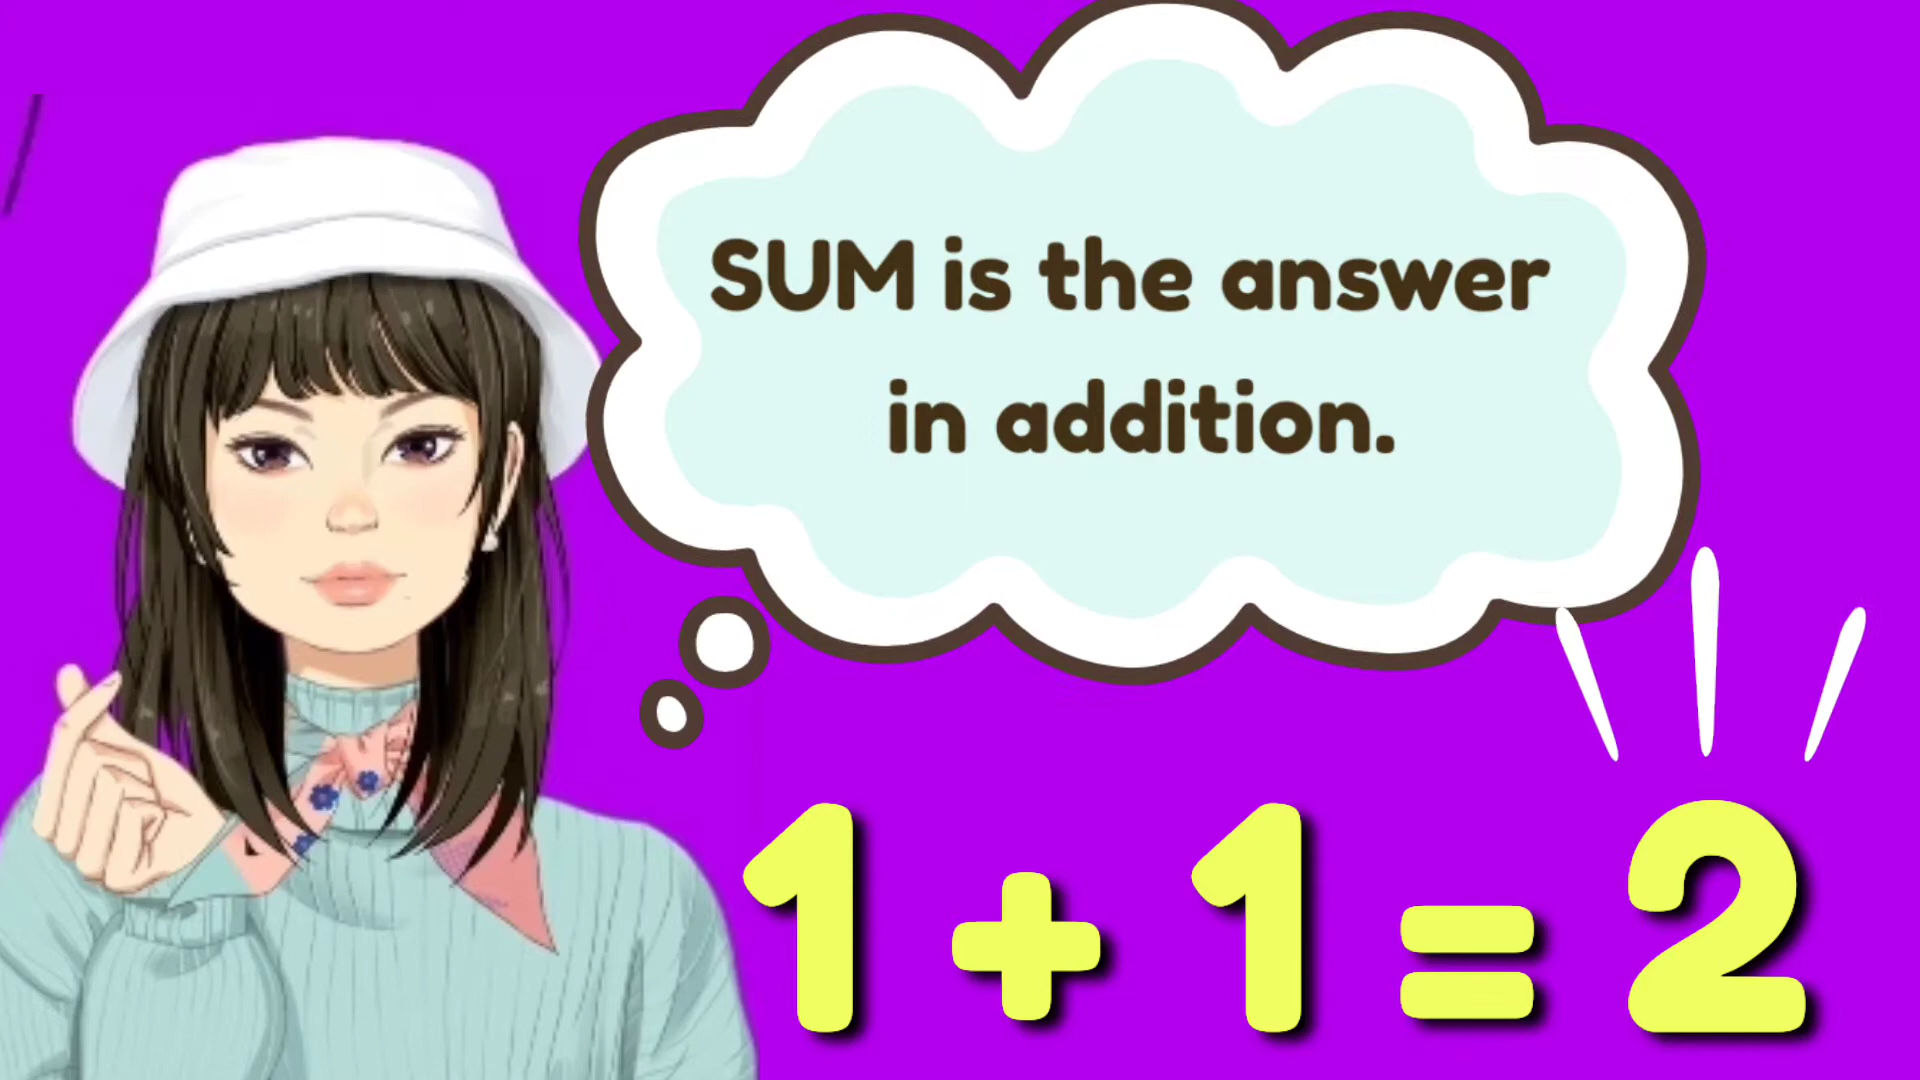 SUM is the answer
in addition.
1 + 1 = 2